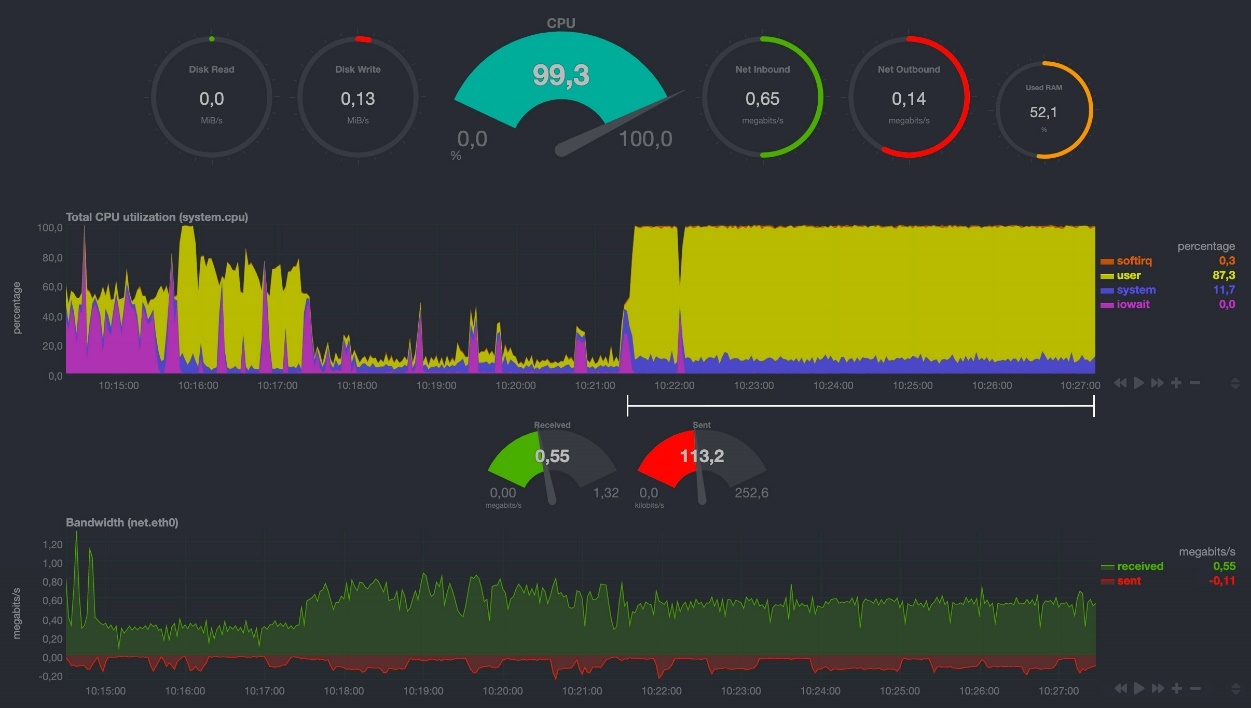 CPU
Disk Read
0,0
MiB/s
Disk Write
0,13
MiB/s
99,3
0,0
%
100,0
Net Inbound
0,65
megabits/s
Net Outbound
0,14
megabits/s
Used RAM
52,1
%
Total CPU utilization (system.cpu)
percentage
100,0
80,0
60,0
40,0
20,0
0,0
10:15:00 10:16:00 10:17:00 10:18:00 10:19:00 10:20:00 10:21:00 10:22:00 10:23:00 10:24:00 10:25:00 10:26:00 10:27:00
percentage
softirq 0,3
user 87,3
system 11,7
iowait 0,0
Received
0,55
0,00 1,32
megabits/s
Sent
113,2
0,0 252,6
kilobits/s
Bandwidth (net.eth0)
megabits/s
1,20
1,00
0,80
0,60
0,40
0,20
0,00
-0,20
10:15:00 10:16:00 10:17:00 10:18:00 10:19:00 10:20:00 10:21:00 10:22:00 10:23:00 10:24:00 10:25:00 10:26:00 10:27:00
megabits/s
received 0,55
sent -0,11